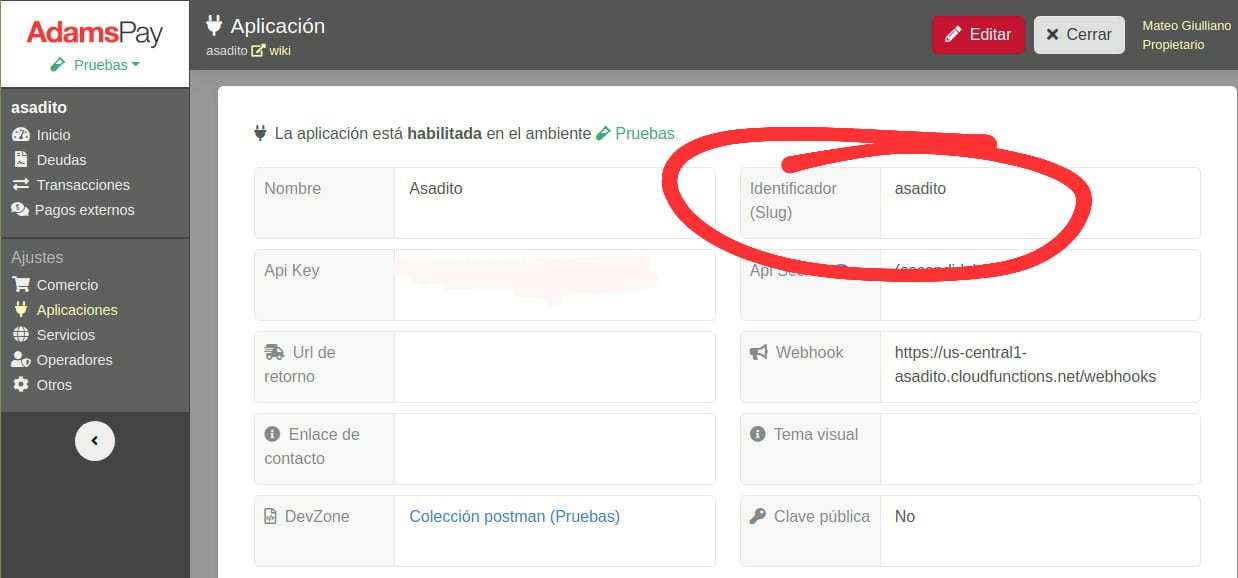 AdamsPay
Pruebas
asadito
Inicio
Deudas
Transacciones
Pagos externos
Ajustes
Comercio
Aplicaciones
Servicios
Operadores
Otros
Aplicación
asadito wiki
Editar
Cerrar
Mateo Giulliano
Propietario
La aplicación está habilitada en el ambiente Pruebas
Nombre
Asadito
Identificador
(Slug)
asadito
Api Key
Api
Url de
retorno
Webhook
https://us-central1-
asadito.cloudfunctions.net/webhooks
Enlace de
contacto
Tema visual
DevZone
Colección postman (Pruebas)
Clave pública
No